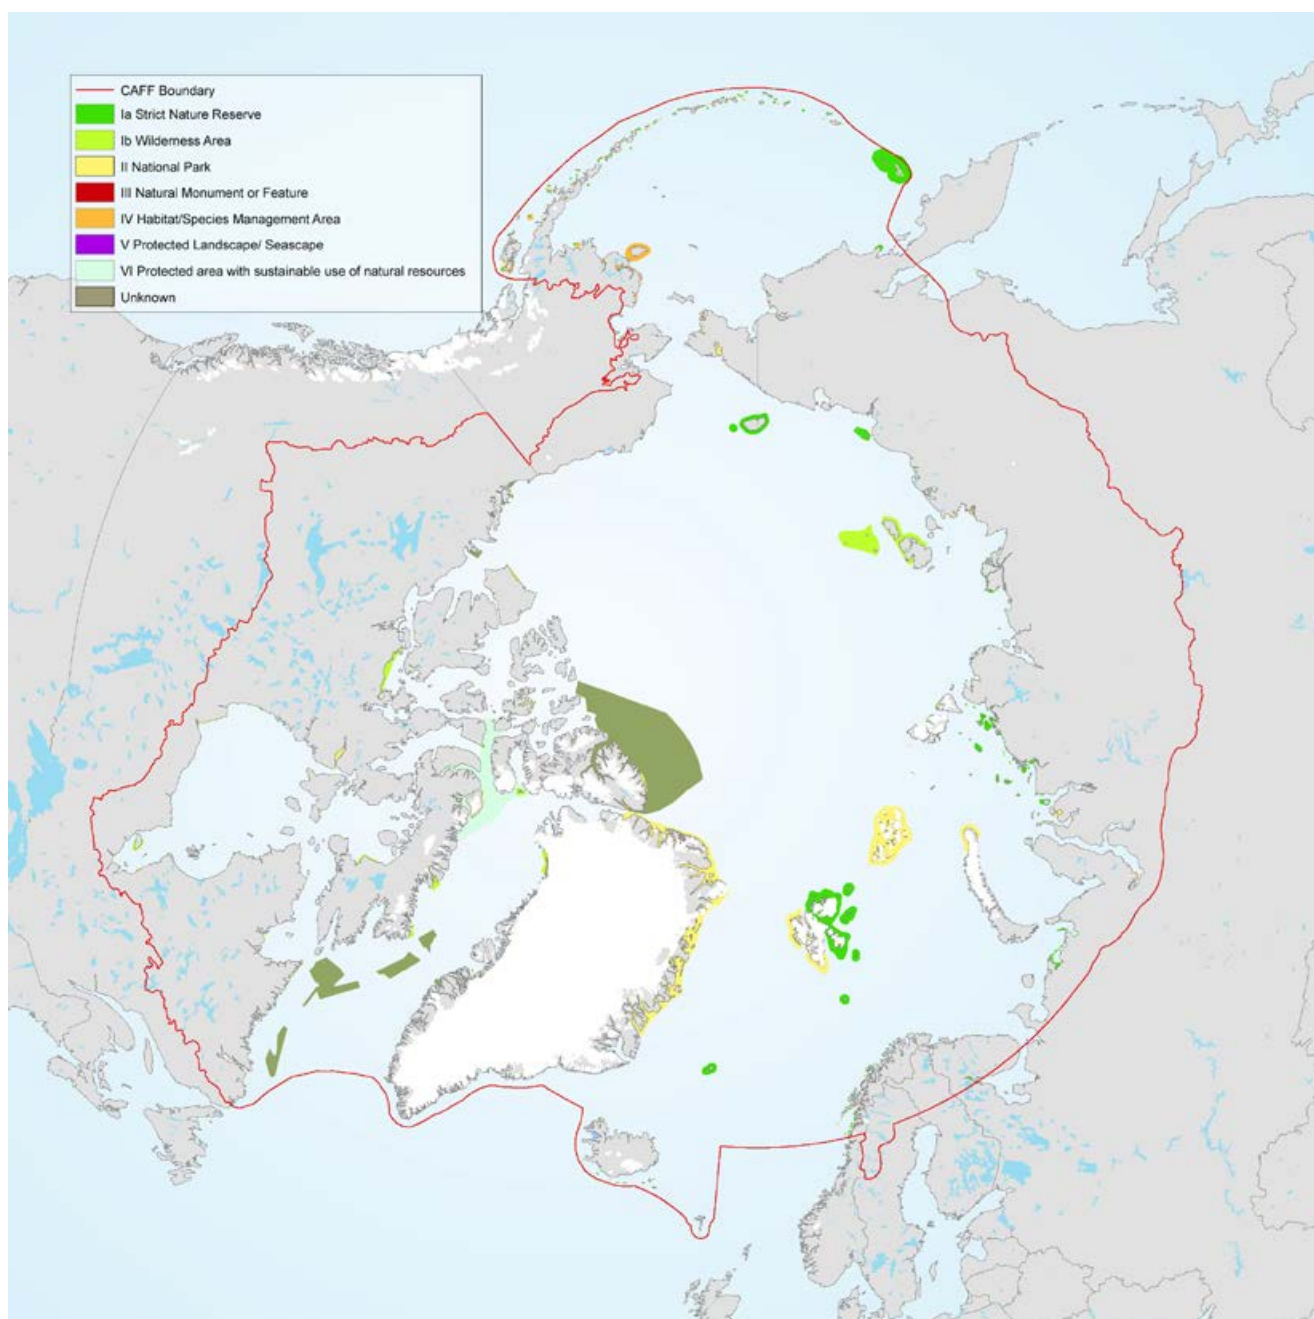 CAFF Boundary
Ia Strict Nature Reserve
Ib Wilderness Area
II National Park
III Natural Monument or Feature
IV Habitat/Species Management Area
V Protected Landscape/ Seascape
VI Protected area with sustainable use of natural resources
Unknown